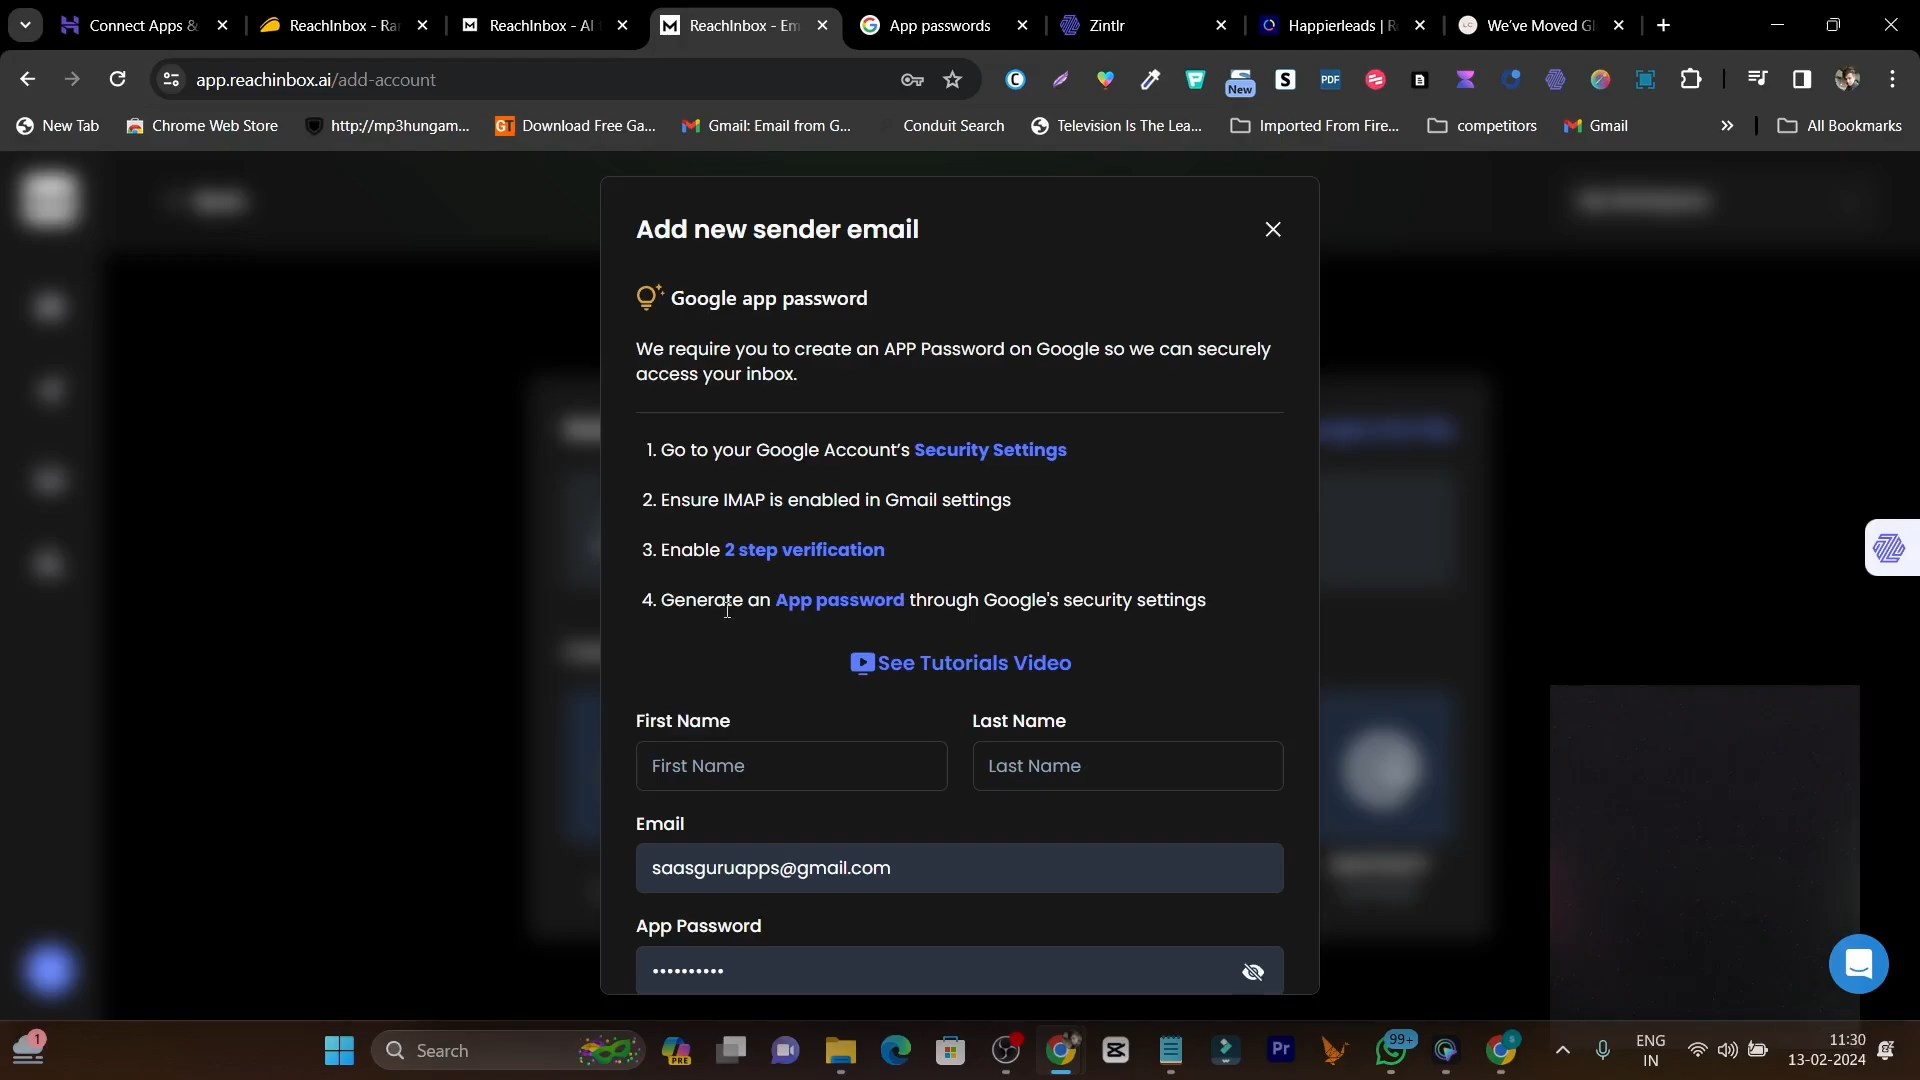 Connect Apps &
ReachInbox - Ra
ReachInbox - AI
ReachInbox - Em
App passwords
Zintlr
Happierleads | R
We've Moved G
app.reachinbox.ai/add-account
New
PDF
New Tab
Chrome Web Store
http://mp3hungam...
GT
Download Free Ga...
Gmail: Email from G...
Conduit Search
Television Is The Lea...
Imported From Fire...
competitors
Gmail
All Bookmarks
Add new sender email
Google app password
We require you to create an APP Password on Google so we can securely
access your inbox.
1. Go to your Google Account's Security Settings
2. Ensure IMAP is enabled in Gmail settings
3. Enable 2 step verification
4. Generate an App password through Google's security settings
See Tutorials Video
First Name
Last Name
First Name
Last Name
Email
saasguruapps@gmail.com
App Password
••••••••••
1
Search
PRE
Pr
99+
ENG
IN
11:30
13-02-2024